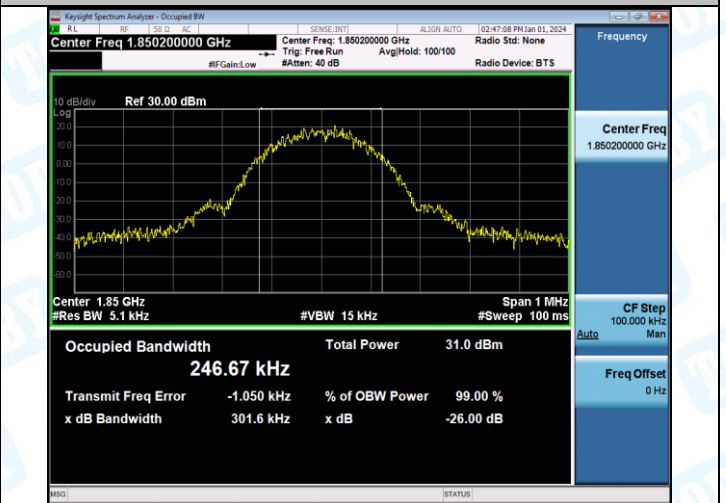 Keysight Spectrum Analyzer - Occupied BW
RL RF 50 Ω AC SENSE:INT ALIGN AUTO 02:47:08 PM Jan 01, 2024
Center Freq 1.850200000 GHz
Center Freq: 1.850200000 GHz
Radio Std: None
Trig: Free Run Avg|Hold: 100/100
#IFGain:Low
#Atten: 40 dB
Radio Device: BTS
Frequency
10 dB/div Ref 30.00 dBm
Log
20.0
10.0
0.00
-10.0
-20.0
-30.0
-40.0
-50.0
-60.0
Center Freq
1.850200000 GHz
Center 1.85 GHz
Span 1 MHz
#Res BW 5.1 kHz
#VBW 15 kHz
#Sweep 100 ms
CF Step
100.000 kHz
Auto Man
Occupied Bandwidth
Total Power 31.0 dBm
246.67 kHz
Freq Offset
0 Hz
Transmit Freq Error -1.050 kHz
% of OBW Power 99.00 %
x dB Bandwidth 301.6 kHz
x dB -26.00 dB
MSG
STATUS